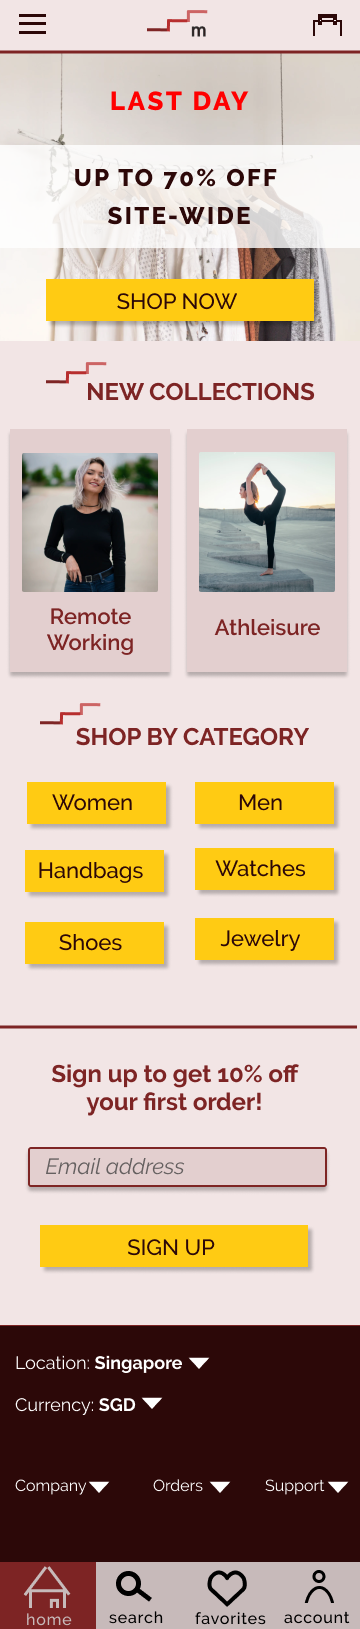 m
LAST DAY
UP TO 70% OFF
SITE-WIDE
SHOP NOW
NEW COLLECTIONS
Remote
Working
Athleisure
SHOP BY CATEGORY
Women
Men
Handbags
Watches
Shoes
Jewelry
Sign up to get 10% off
your first order!
Email address
SIGN UP
Location: Singapore
Currency: SGD
Company
Orders
Support
home
search
favorites
account